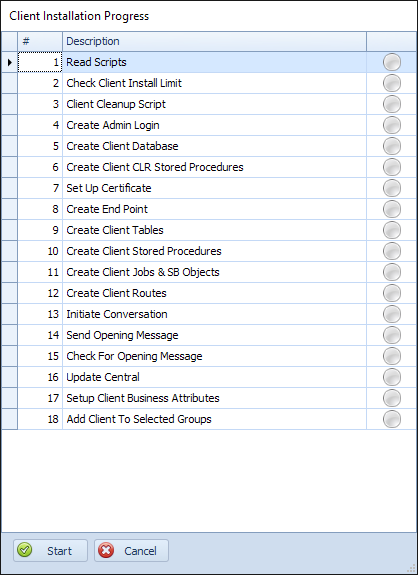 Client Installation Progress
# Description
1 Read Scripts
2 Check Client Install Limit
3 Client Cleanup Script
4 Create Admin Login
5 Create Client Database
6 Create Client CLR Stored Procedures
7 Set Up Certificate
8 Create End Point
9 Create Client Tables
10 Create Client Stored Procedures
11 Create Client Jobs & SB Objects
12 Create Client Routes
13 Initiate Conversation
14 Send Opening Message
15 Check For Opening Message
16 Update Central
17 Setup Client Business Attributes
18 Add Client To Selected Groups
Start Cancel